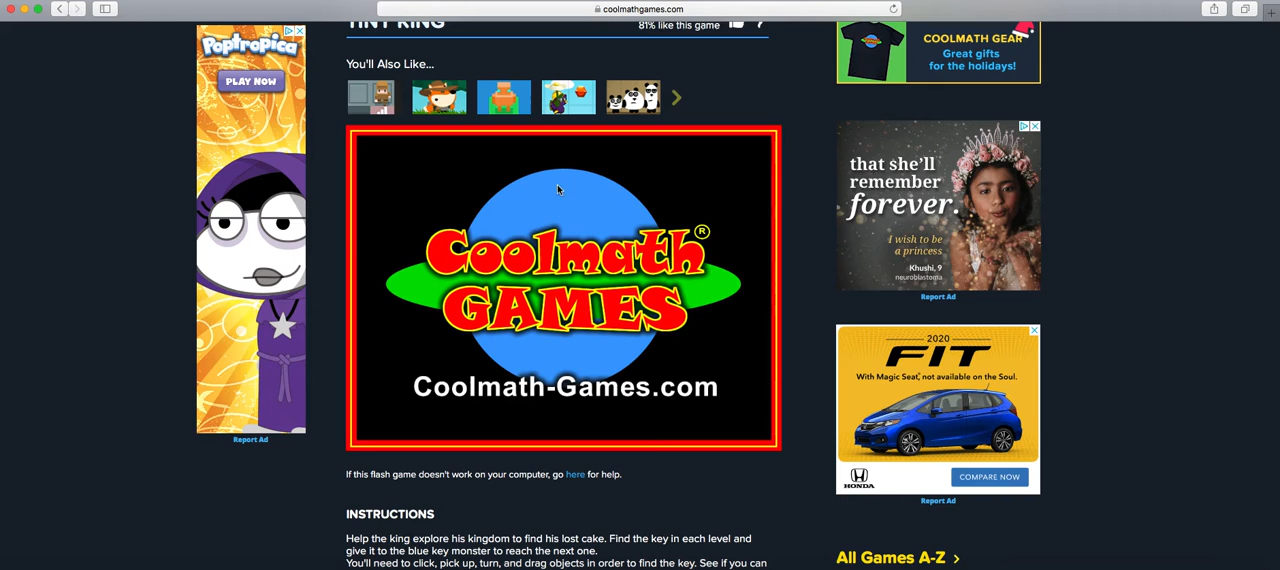 coolmathgames.com
TINY KING
81% like this game
You'll Also Like...
Poptropica
PLAY NOW
Report Ad
Coolmath®
GAMES
Coolmath-Games.com
If this flash game doesn't work on your computer, go here for help.
INSTRUCTIONS
Help the king explore his kingdom to find his lost cake. Find the key in each level and
give it to the blue key monster to reach the next one.
You'll need to click, pick up, turn, and drag objects in order to find the key. See if you can
COOLMATH GEAR
Great gifts
for the holidays!
that she'll
remember
forever.
I wish to be
a princess
Khushi, 9
neuroblastoma
Report Ad
2020
FIT
With Magic Seat, not available on the Soul.
HONDA
COMPARE NOW
Report Ad
All Games A-Z >